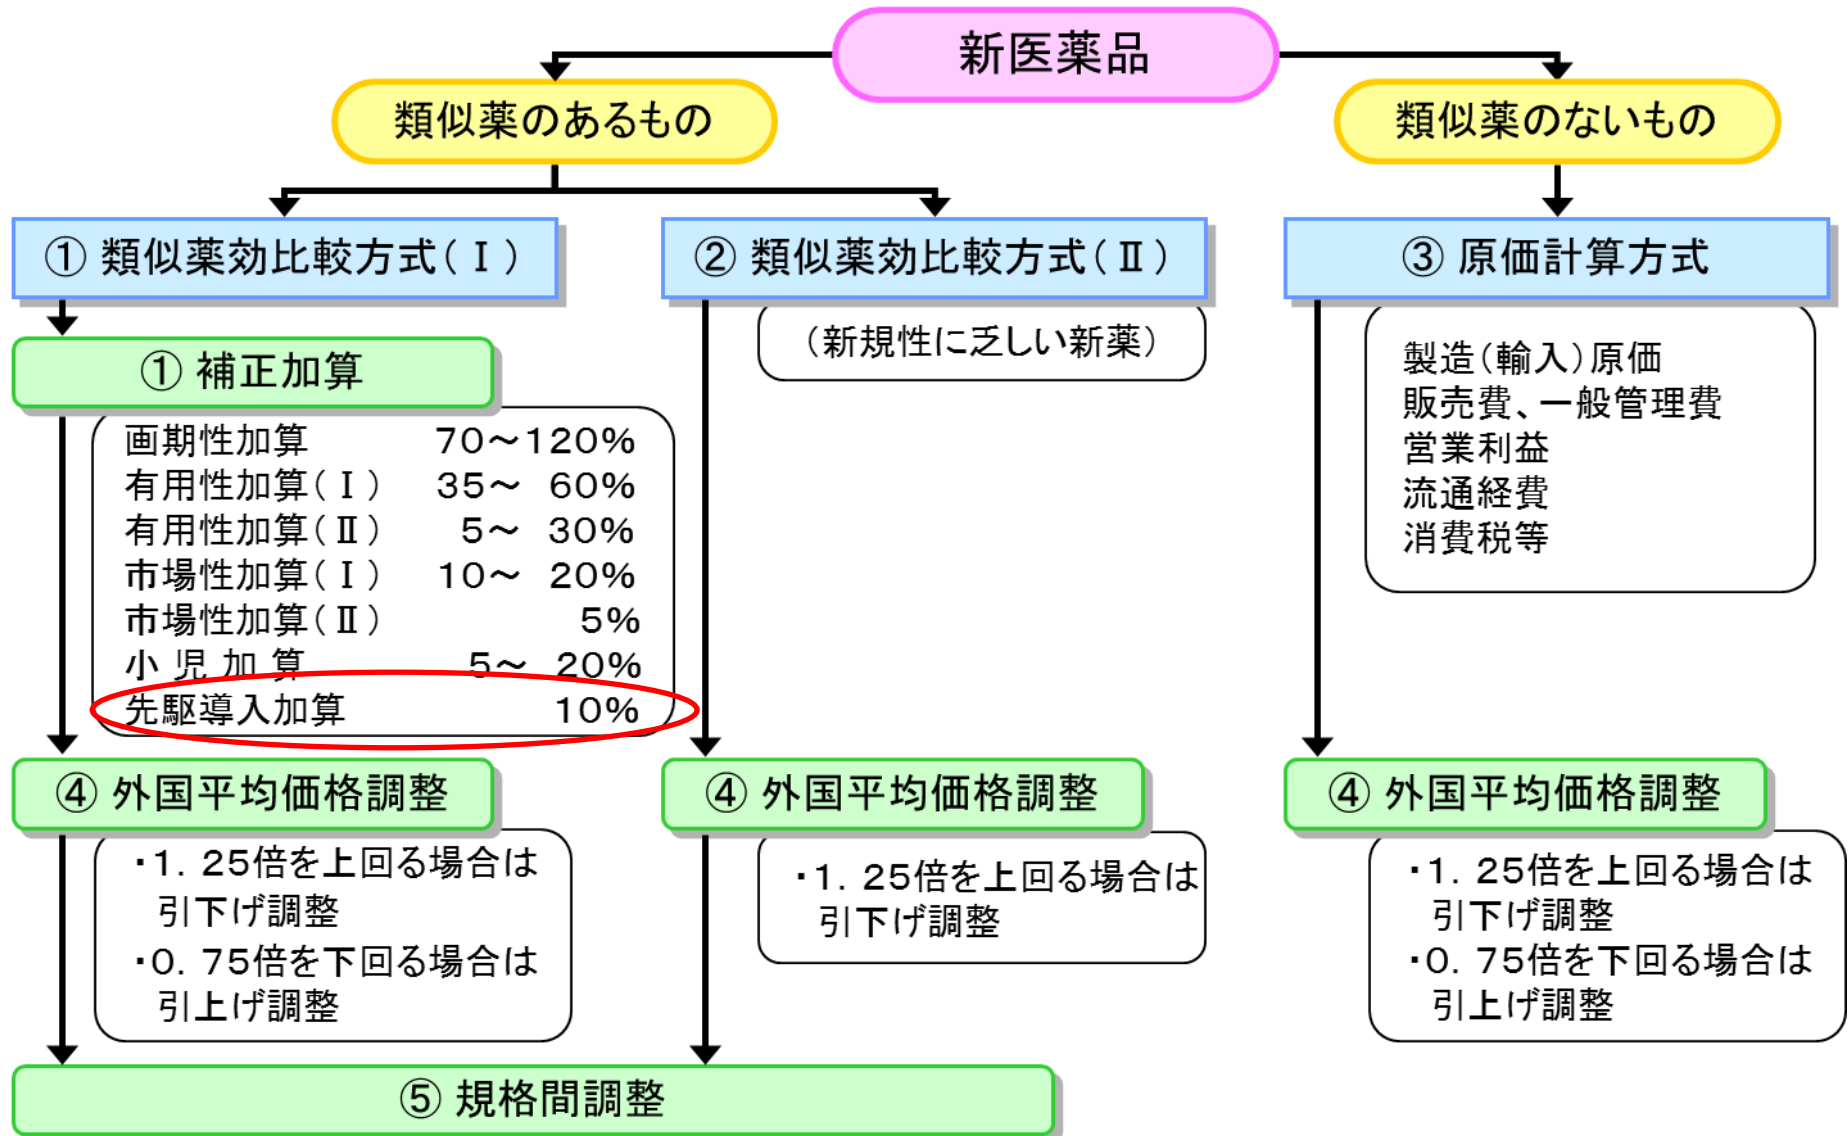 新医薬品
類似薬のあるもの
類似薬のないもの
① 類似薬効比較方式(Ⅰ)
② 類似薬効比較方式(Ⅱ)
③ 原価計算方式
(新規性に乏しい新薬)
① 補正加算
画期性加算 70~120%
有用性加算(Ⅰ) 35~ 60%
有用性加算(Ⅱ) 5~ 30%
市場性加算(Ⅰ) 10~ 20%
市場性加算(Ⅱ) 5%
小 児 加 算 5~ 20%
先駆導入加算 10%
製造(輸入)原価
販売費、一般管理費
営業利益
流通経費
消費税等
④ 外国平均価格調整
・1. 25倍を上回る場合は
引下げ調整
・0. 75倍を下回る場合は
引上げ調整
④ 外国平均価格調整
・1. 25倍を上回る場合は
引下げ調整
④ 外国平均価格調整
・1. 25倍を上回る場合は
引下げ調整
・0. 75倍を下回る場合は
引上げ調整
⑤ 規格間調整